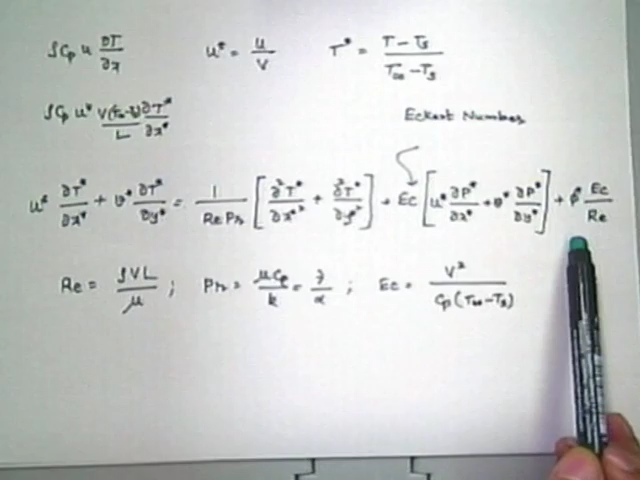 ρCp u ∂T/∂x   u* = u/V   T* = (T − Ts)/(T∞ − Ts)
ρCp u* V(T∞−Ts)/L ∂T*/∂x*   Eckert Number
u* ∂T*/∂x* + v* ∂T*/∂y* = 1/(Re Pr) [∂²T*/∂x*² + ∂²T*/∂y*²] + Ec [u* ∂P*/∂x* + v* ∂P*/∂y*] + φ* Ec/Re
Re = ρVL/μ ; Pr = μCp/k = ν/α ; Ec = V²/(Cp(T∞−Ts))